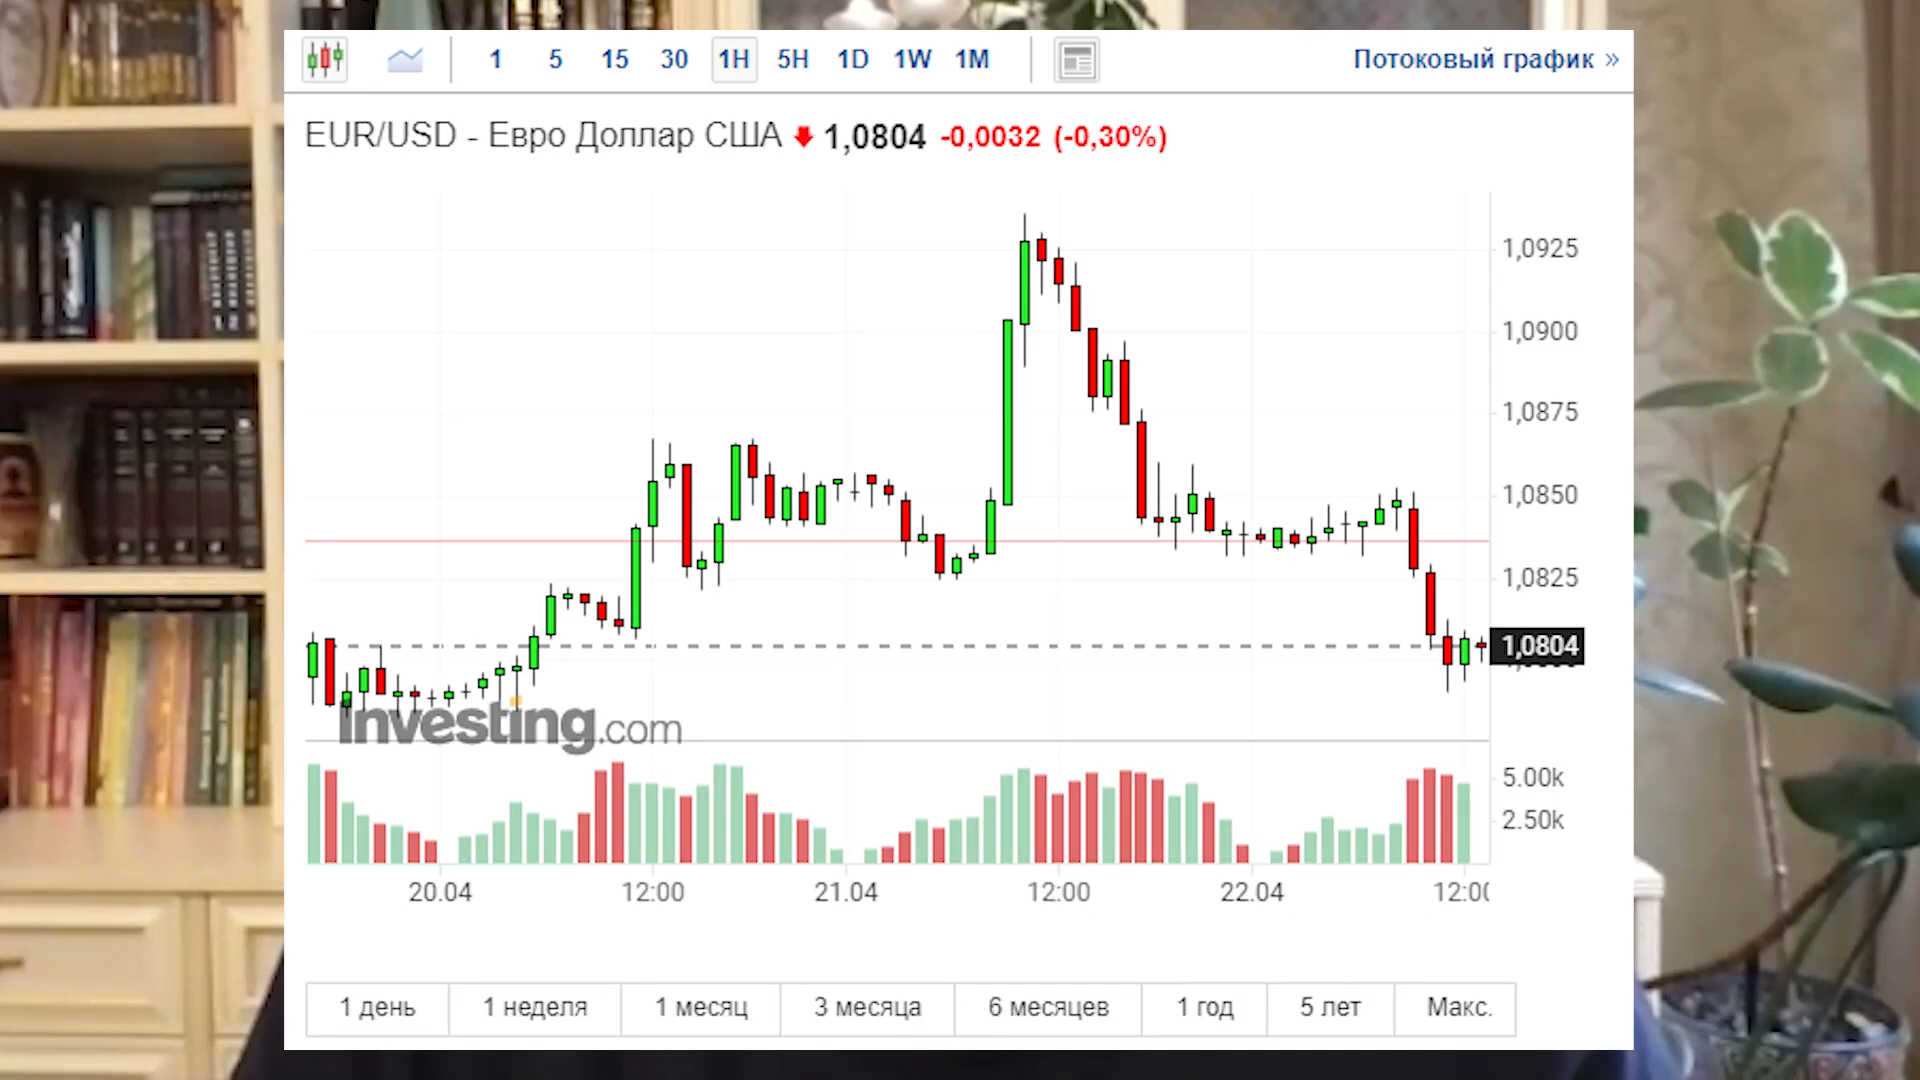 1 5 15 30 1H 5H 1D 1W 1M Потоковый график »
EUR/USD - Евро Доллар США 1,0804 -0,0032 (-0,30%)
1,0925
1,0900
1,0875
1,0850
1,0825
1,0804
Investing.com
5.00k
2.50k
20.04 12:00 21.04 12:00 22.04 12:00
1 день 1 неделя 1 месяц 3 месяца 6 месяцев 1 год 5 лет Макс.